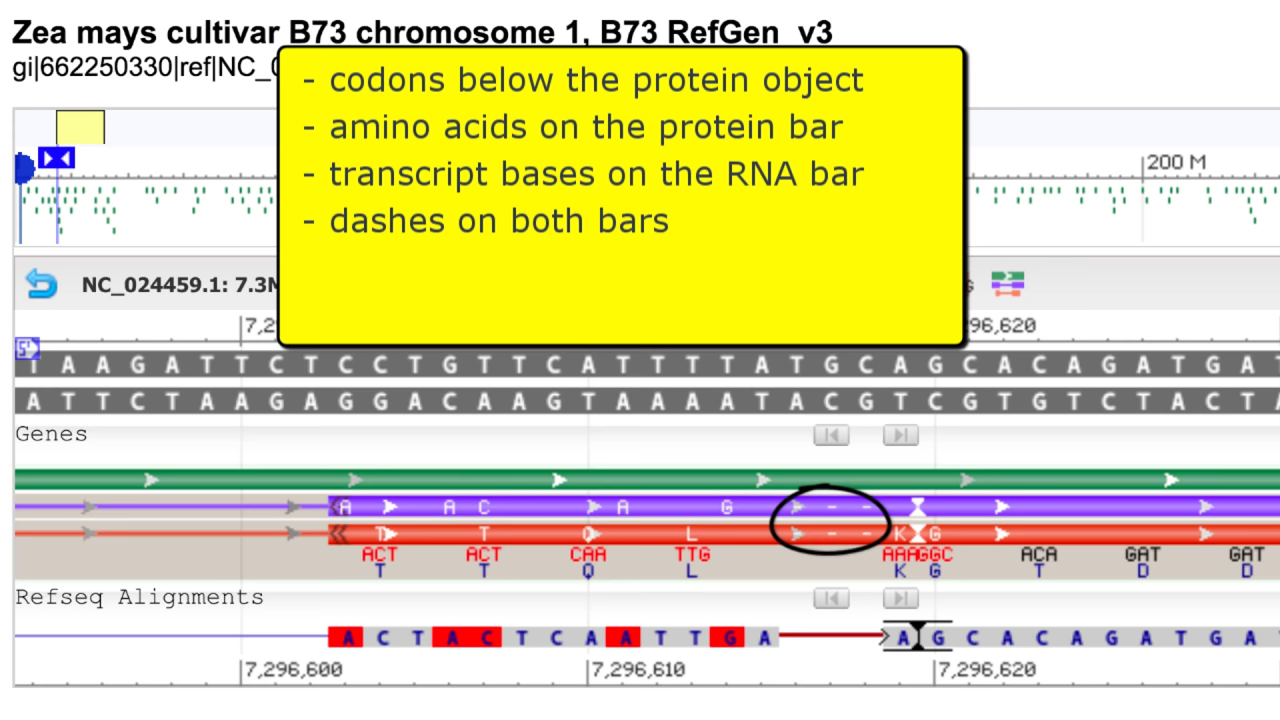 Zea mays cultivar B73 chromosome 1, B73 RefGen_v3
gi|662250330|ref|NC_0
- codons below the protein object
- amino acids on the protein bar
- transcript bases on the RNA bar
- dashes on both bars
200 M
NC_024459.1: 7.3M
7,2
96,620
5'
T A A G A T T C T C C T G T T C A T T T T A T G C A G C A C A G A T G A T
A T T C T A A G A G G A C A A G T A A A A T A C G T C G T G T C T A C T A
Genes
A A C A G - -
T T Q L - - K G
ACT ACT CAA TTG AAAGGC ACA GAT GAT
T T Q L K G T D D
Refseq Alignments
A C T A C T C A A T T G A A G C A C A G A T G A T
7,296,600 7,296,610 7,296,620